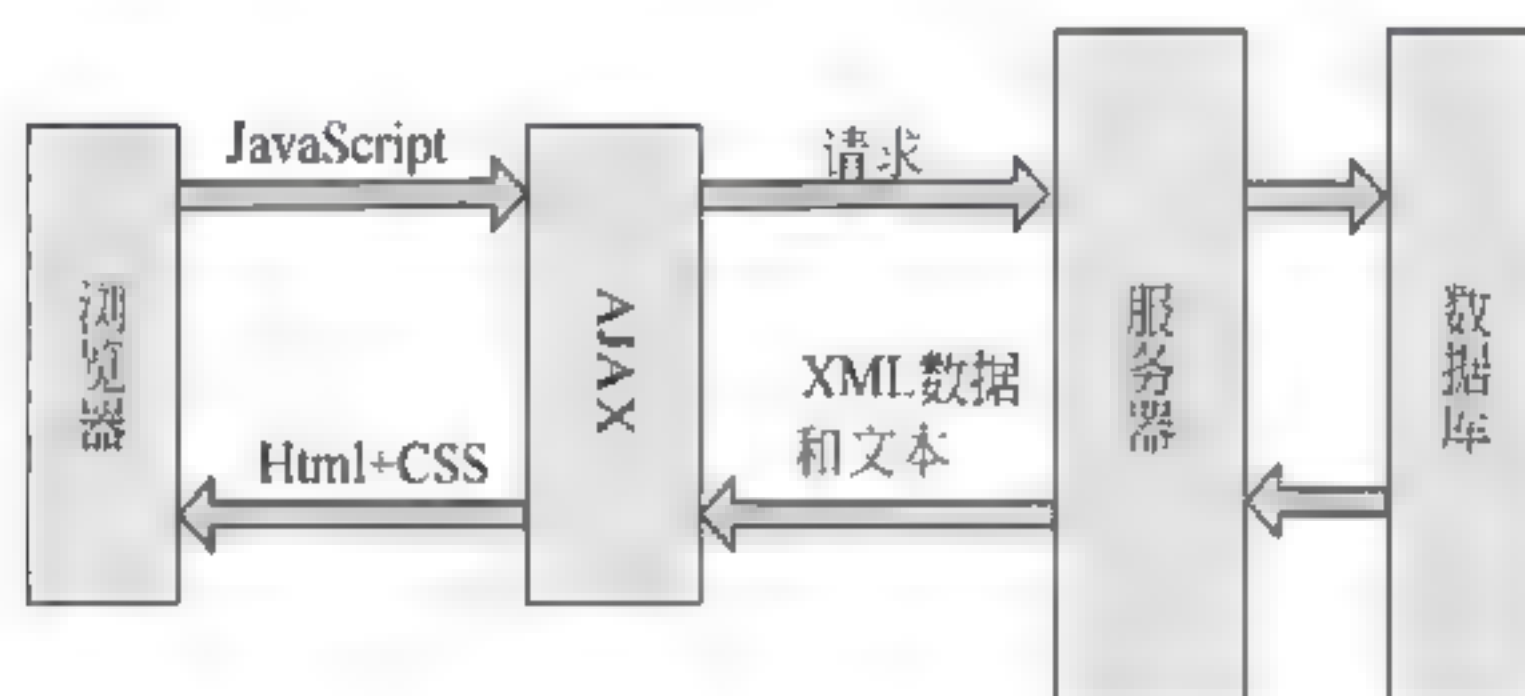 JavaScript
请求
浏览器
AJAX
XML数据
和文本
Html+CSS
服务器
数据库